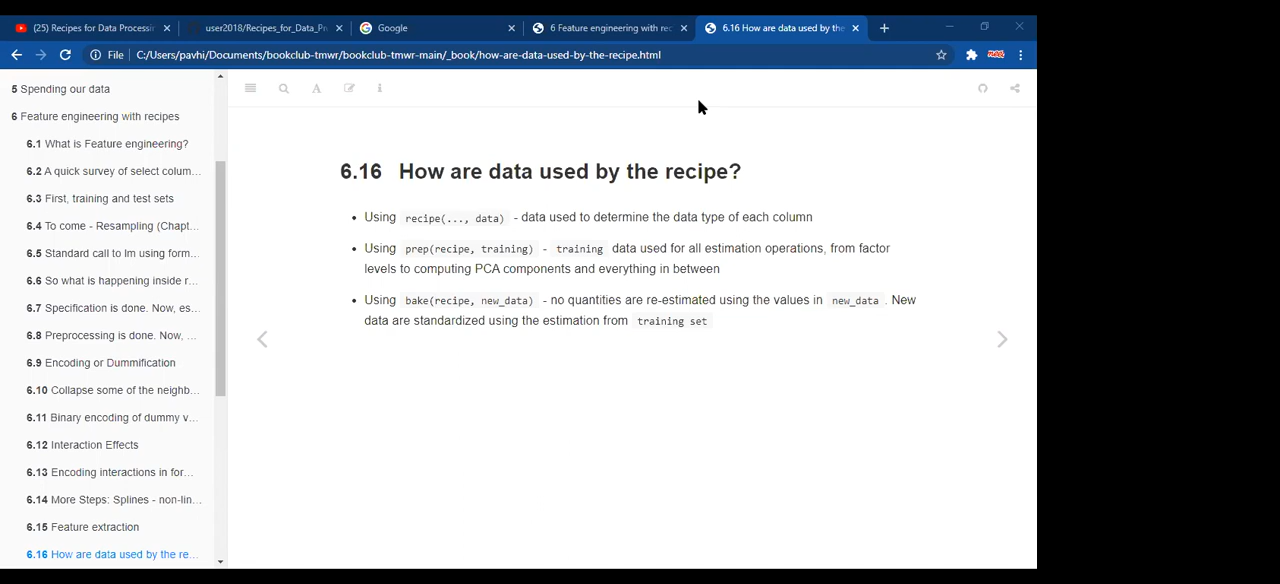 (25) Recipes for Data Processin
user2018/Recipes_for_Data_Pr
Google
6 Feature engineering with rec
6.16 How are data used by the
File
C:/Users/pavhi/Documents/bookclub-tmwr/bookclub-tmwr-main/_book/how-are-data-used-by-the-recipe.html
5 Spending our data
6 Feature engineering with recipes
6.1 What is Feature engineering?
6.2 A quick survey of select colum...
6.3 First, training and test sets
6.4 To come - Resampling (Chapt...
6.5 Standard call to lm using form...
6.6 So what is happening inside r...
6.7 Specification is done. Now, es...
6.8 Preprocessing is done. Now, ...
6.9 Encoding or Dummification
6.10 Collapse some of the neighb...
6.11 Binary encoding of dummy v...
6.12 Interaction Effects
6.13 Encoding interactions in for...
6.14 More Steps: Splines - non-lin...
6.15 Feature extraction
6.16 How are data used by the re...
6.16 How are data used by the recipe?
• Using recipe(..., data) - data used to determine the data type of each column
• Using prep(recipe, training) - training data used for all estimation operations, from factor
levels to computing PCA components and everything in between
• Using bake(recipe, new_data) - no quantities are re-estimated using the values in new_data . New
data are standardized using the estimation from training set